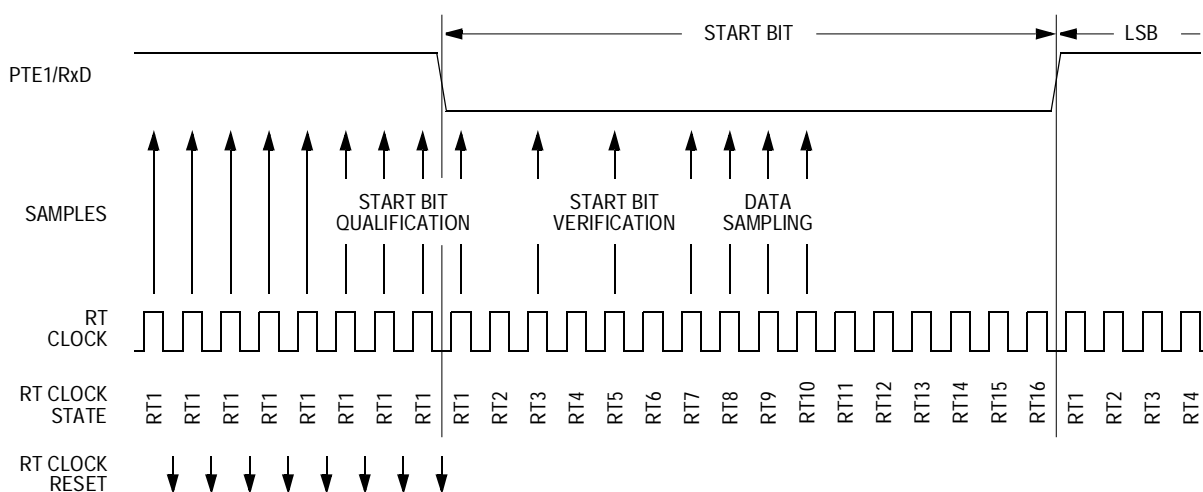 START BIT
LSB
PTE1/RxD
SAMPLES
START BIT
QUALIFICATION
START BIT
VERIFICATION
DATA
SAMPLING
RT
CLOCK
RT CLOCK
STATE
RT1 RT1 RT1 RT1 RT1 RT1 RT1 RT1 RT1 RT2 RT3 RT4 RT5 RT6 RT7 RT8 RT9 RT10 RT11 RT12 RT13 RT14 RT15 RT16 RT1 RT2 RT3 RT4
RT CLOCK
RESET